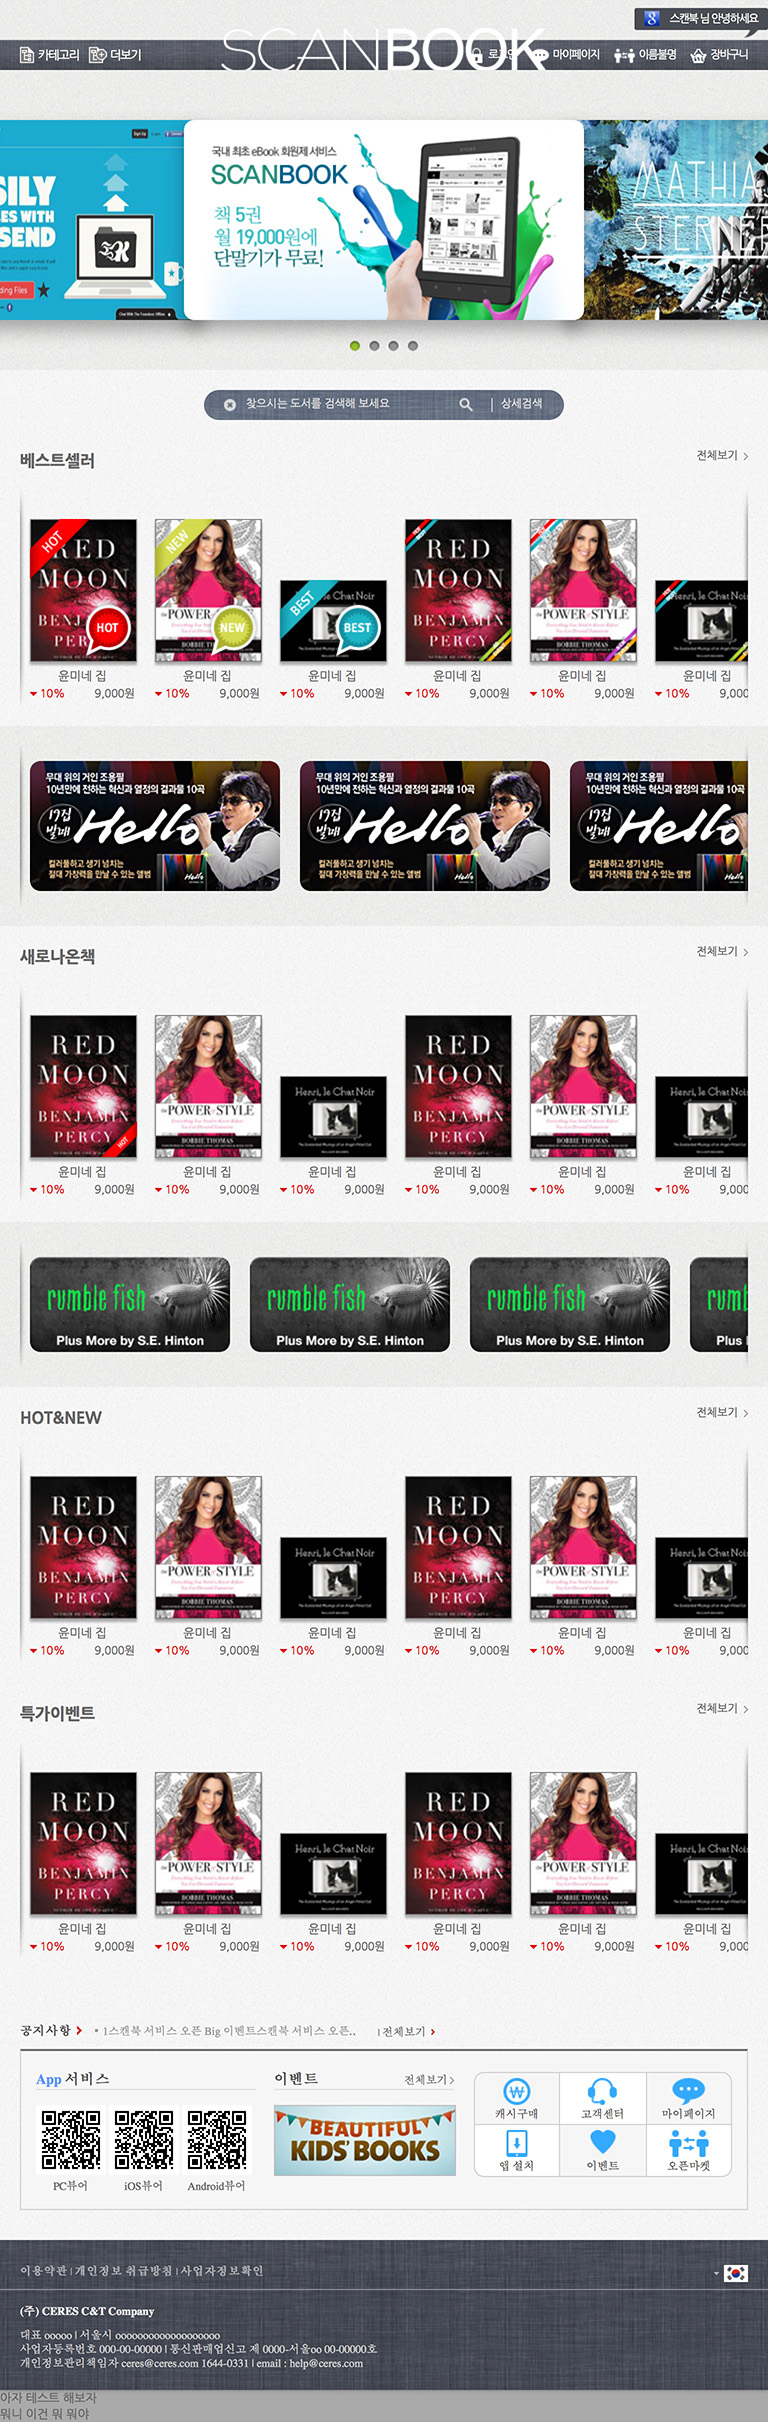 스캔북 님 안녕하세요
카테고리 더보기
SCANBOOK
마이페이지 이름불명 장바구니
SILY
ES WITH
SEND
ding Files
국내 최초 eBook 회원제 서비스
SCANBOOK
책 5권
월 19,000원에
단말기가 무료!
MATHIA
STERNER
찾으시는 도서를 검색해 보세요 | 상세검색
베스트셀러 전체보기
HOT NEW BEST
RED MOON BENJAMIN PERCY
HOT
the POWER of STYLE
BOBBIE THOMAS
NEW
Henri, le Chat Noir
BEST
RED MOON BENJAMIN PERCY
the POWER of STYLE
BOBBIE THOMAS
윤미네 집 윤미네 집 윤미네 집 윤미네 집 윤미네 집 윤미네 집
10% 9,000원 10% 9,000원 10% 9,000원 10% 9,000원 10% 9,000원 10% 9,000
무대 위의 거인 조용필
10년만에 전하는 혁신과 열정의 결과물 10곡
19집 발매! Hello
컬러풀하고 생기 넘치는
절대 가창력을 만날 수 있는 앨범
무대 위의 거인 조용필
10년만에 전하는 혁신과 열정의 결과물 10곡
19집 발매! Hello
컬러풀하고 생기 넘치는
절대 가창력을 만날 수 있는 앨범
무대 위의 거인 조용필
10년만에 전하는 혁신과 열정의 결
19집 발매! Hello
컬러풀하고 생기 넘치는
절대 가창력을 만날 수 있는 앨범
새로나온책 전체보기
RED MOON BENJAMIN PERCY
HOT
the POWER of STYLE
BOBBIE THOMAS
Henri, le Chat Noir
RED MOON BENJAMIN PERCY
the POWER of STYLE
BOBBIE THOMAS
Henri, le Chat No
윤미네 집 윤미네 집 윤미네 집 윤미네 집 윤미네 집 윤미네 집
10% 9,000원 10% 9,000원 10% 9,000원 10% 9,000원 10% 9,000원 10% 9,000
rumble fish rumble fish rumble fish rumb
Plus More by S.E. Hinton Plus More by S.E. Hinton Plus More by S.E. Hinton Plus
HOT&NEW 전체보기
RED MOON BENJAMIN PERCY
the POWER of STYLE
BOBBIE THOMAS
Henri, le Chat Noir
RED MOON BENJAMIN PERCY
the POWER of STYLE
BOBBIE THOMAS
Henri, le Chat No
윤미네 집 윤미네 집 윤미네 집 윤미네 집 윤미네 집 윤미네 집
10% 9,000원 10% 9,000원 10% 9,000원 10% 9,000원 10% 9,000원 10% 9,000
특가이벤트 전체보기
RED MOON BENJAMIN PERCY
the POWER of STYLE
BOBBIE THOMAS
Henri, le Chat Noir
RED MOON BENJAMIN PERCY
the POWER of STYLE
BOBBIE THOMAS
Henri, le Chat No
윤미네 집 윤미네 집 윤미네 집 윤미네 집 윤미네 집 윤미네 집
10% 9,000원 10% 9,000원 10% 9,000원 10% 9,000원 10% 9,000원 10% 9,000
공지사항 1스캔북 서비스 오픈 Big 이벤트스캔북 서비스 오픈.. | 전체보기
App 서비스 이벤트 전체보기
BEAUTIFUL
KIDS' BOOKS
캐시구매 고객센터 마이페이지
앱 설치 이벤트 오픈마켓
PC뷰어 iOS뷰어 Android뷰어
이용약관 | 개인정보 취급방침 | 사업자정보확인
(주) CERES C&T Company
대표 ooooo | 서울시 ooooooooooooooooooo
사업자등록번호 000-00-00000 | 통신판매업신고 제 0000-서울oo 00-00000호
개인정보관리책임자 ceres@ceres.com 1644-0331 | email : help@ceres.com
아자 테스트 해보자
뭐니 이건 뭐 뭐야